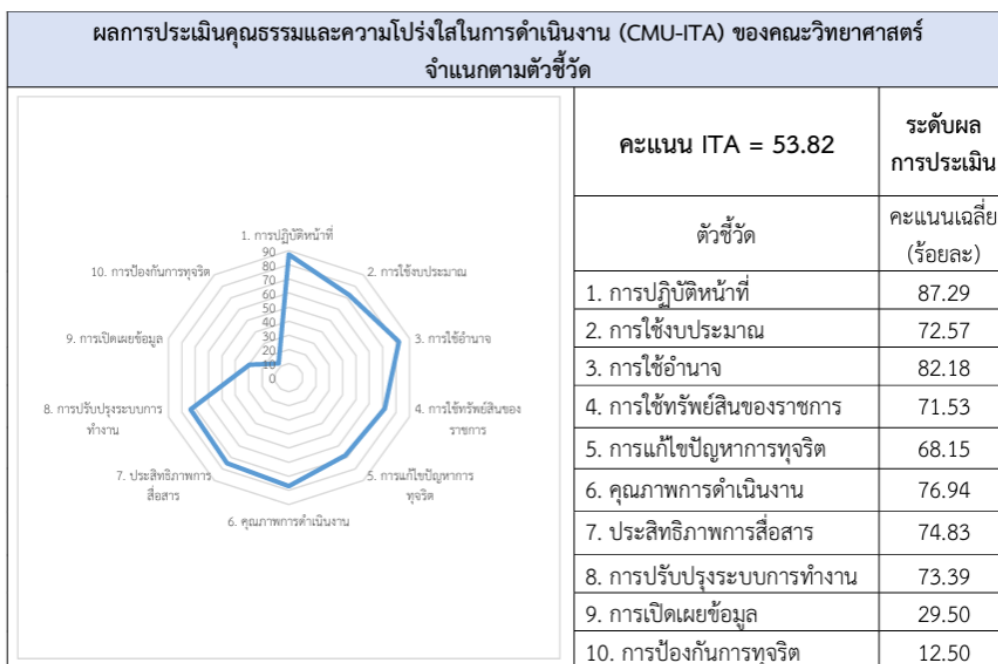 ผลการประเมินคุณธรรมและความโปร่งใสในการดำเนินงาน (CMU-ITA) ของคณะวิทยาศาสตร์
จำแนกตามตัวชี้วัด
1. การปฏิบัติหน้าที่
2. การใช้งบประมาณ
3. การใช้อำนาจ
4. การใช้ทรัพย์สินของ
ราชการ
5. การแก้ไขปัญหาการ
ทุจริต
6. คุณภาพการดำเนินงาน
7. ประสิทธิภาพการ
สื่อสาร
8. การปรับปรุงระบบการ
ทำงาน
9. การเปิดเผยข้อมูล
10. การป้องกันการทุจริต
90
80
70
60
50
40
30
20
10
0
คะแนน ITA = 53.82
ระดับผล
การประเมิน
ตัวชี้วัด
คะแนนเฉลี่ย
(ร้อยละ)
1. การปฏิบัติหน้าที่ 87.29
2. การใช้งบประมาณ 72.57
3. การใช้อำนาจ 82.18
4. การใช้ทรัพย์สินของราชการ 71.53
5. การแก้ไขปัญหาการทุจริต 68.15
6. คุณภาพการดำเนินงาน 76.94
7. ประสิทธิภาพการสื่อสาร 74.83
8. การปรับปรุงระบบการทำงาน 73.39
9. การเปิดเผยข้อมูล 29.50
10. การป้องกันการทุจริต 12.50